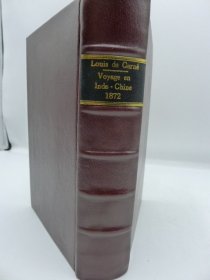 Louis de Carné
Voyage en
Inde - Chine
1872